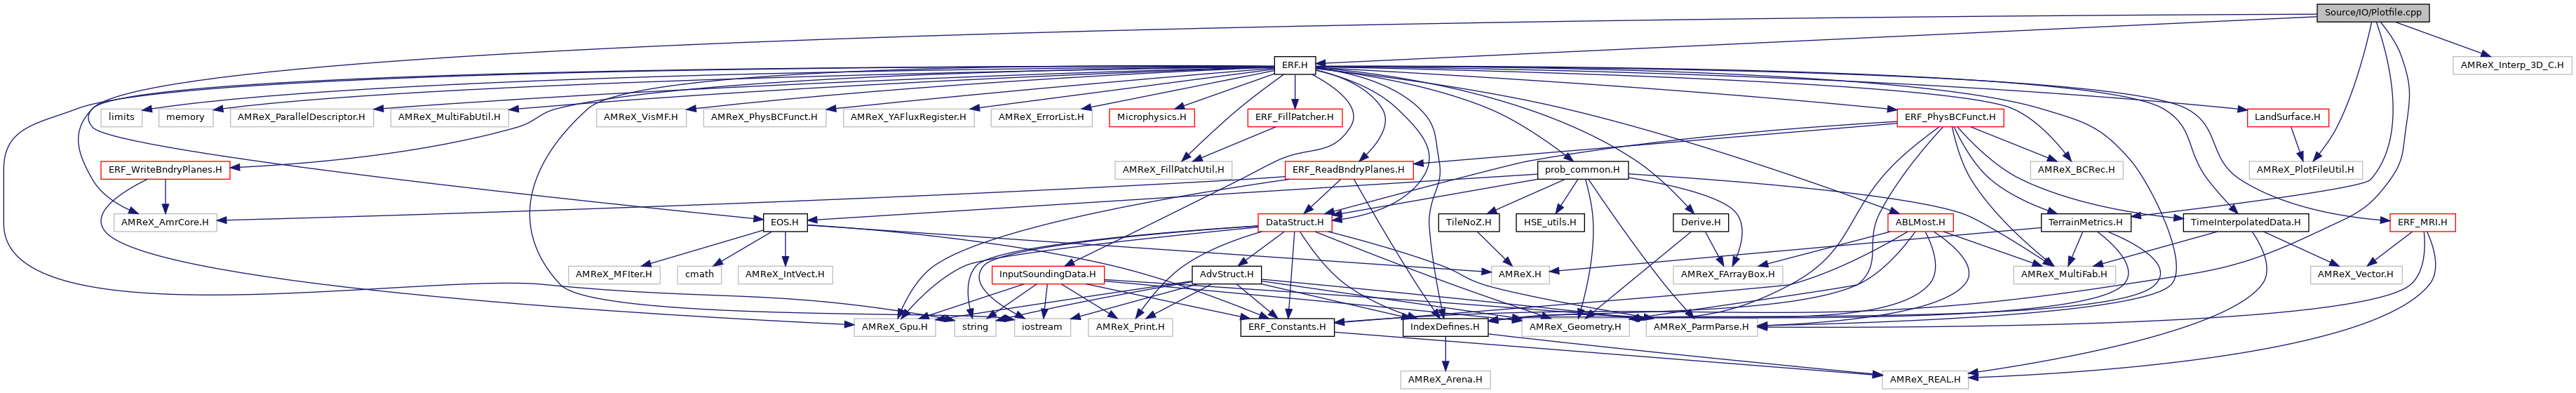 Source/IO/Plotfile.cpp
ERF.H
AMReX_Interp_3D_C.H
limits
memory
AMReX_ParallelDescriptor.H
AMReX_MultiFabUtil.H
AMReX_VisMF.H
AMReX_PhysBCFunct.H
AMReX_YAFluxRegister.H
AMReX_ErrorList.H
Microphysics.H
ERF_FillPatcher.H
ERF_PhysBCFunct.H
LandSurface.H
ERF_WriteBndryPlanes.H
AMReX_FillPatchUtil.H
ERF_ReadBndryPlanes.H
prob_common.H
AMReX_BCRec.H
AMReX_PlotFileUtil.H
AMReX_AmrCore.H
EOS.H
DataStruct.H
TileNoZ.H
HSE_utils.H
Derive.H
ABLMost.H
TerrainMetrics.H
TimeInterpolatedData.H
ERF_MRI.H
AMReX_MFIter.H
cmath
AMReX_IntVect.H
InputSoundingData.H
AdvStruct.H
AMReX.H
AMReX_FArrayBox.H
AMReX_MultiFab.H
AMReX_Vector.H
AMReX_Gpu.H
string
iostream
AMReX_Print.H
ERF_Constants.H
IndexDefines.H
AMReX_Geometry.H
AMReX_ParmParse.H
AMReX_Arena.H
AMReX_REAL.H